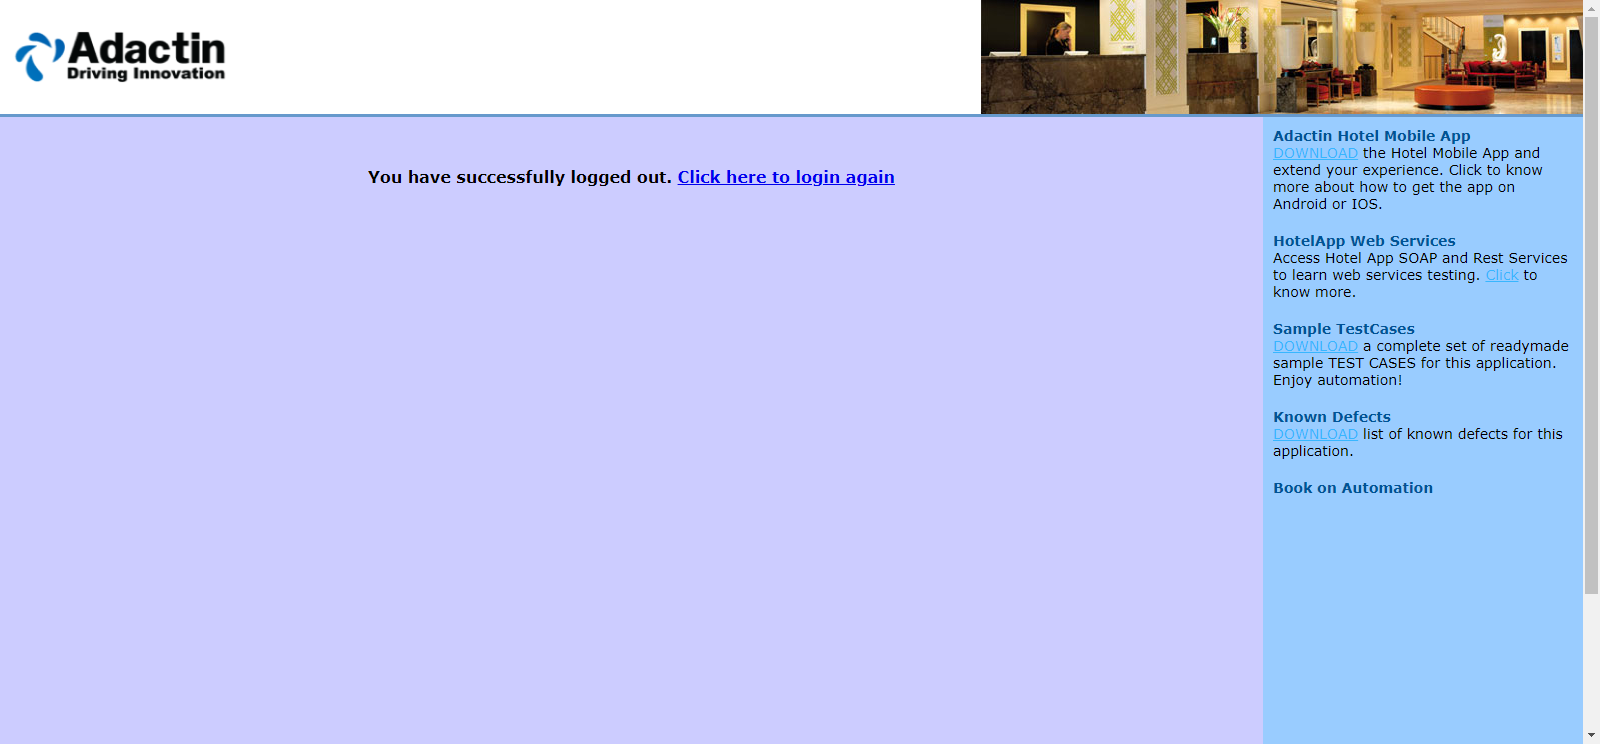 Adactin
Driving Innovation
You have successfully logged out. Click here to login again
Adactin Hotel Mobile App
DOWNLOAD the Hotel Mobile App and
extend your experience. Click to know
more about how to get the app on
Android or IOS.
HotelApp Web Services
Access Hotel App SOAP and Rest Services
to learn web services testing. Click to
know more.
Sample TestCases
DOWNLOAD a complete set of readymade
sample TEST CASES for this application.
Enjoy automation!
Known Defects
DOWNLOAD list of known defects for this
application.
Book on Automation